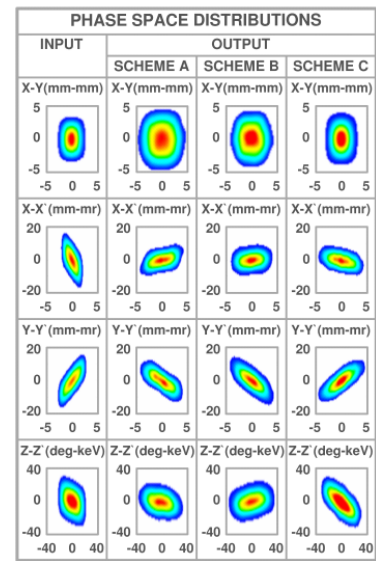 PHASE SPACE DISTRIBUTIONS
INPUT OUTPUT
SCHEME A SCHEME B SCHEME C
X-Y(mm-mm) X-Y(mm-mm) X-Y(mm-mm) X-Y(mm-mm)
5 5 5 5
0 0 0 0
-5 -5 -5 -5
-5 0 5 -5 0 5 -5 0 5 -5 0 5
X-X`(mm-mr) X-X`(mm-mr) X-X`(mm-mr) X-X`(mm-mr)
20 20 20 20
0 0 0 0
-20 -20 -20 -20
-5 0 5 -5 0 5 -5 0 5 -5 0 5
Y-Y`(mm-mr) Y-Y`(mm-mr) Y-Y`(mm-mr) Y-Y`(mm-mr)
20 20 20 20
0 0 0 0
-20 -20 -20 -20
-5 0 5 -5 0 5 -5 0 5 -5 0 5
Z-Z`(deg-keV) Z-Z`(deg-keV) Z-Z`(deg-keV) Z-Z`(deg-keV)
40 40 40 40
0 0 0 0
-40 -40 -40 -40
-40 0 40 -40 0 40 -40 0 40 -40 0 40